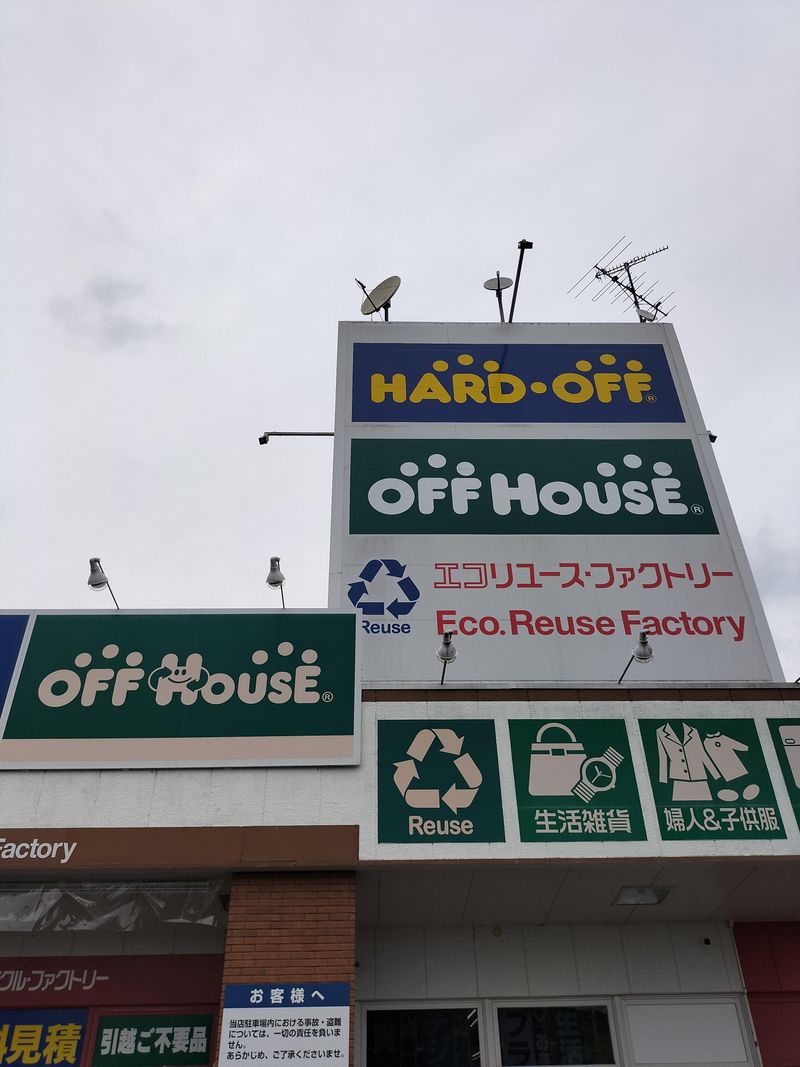 HARD・OFF®
OFF HOUSE®
エコリユース・ファクトリー
Reuse
Eco.Reuse Factory
OFF HOUSE®
Reuse
生活雑貨
婦人&子供服
Factory
クル・ファクトリー
料見積
引越ご不要品
お客様へ
当店駐車場内における事故・盗難
については、一切の責任を負いま
せん。
あらかじめ、ご了承くださいませ。